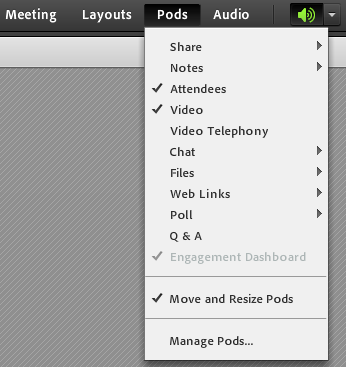 Meeting Layouts Pods Audio
Share
Notes
Attendees
Video
Video Telephony
Chat
Files
Web Links
Poll
Q & A
Engagement Dashboard
Move and Resize Pods
Manage Pods...